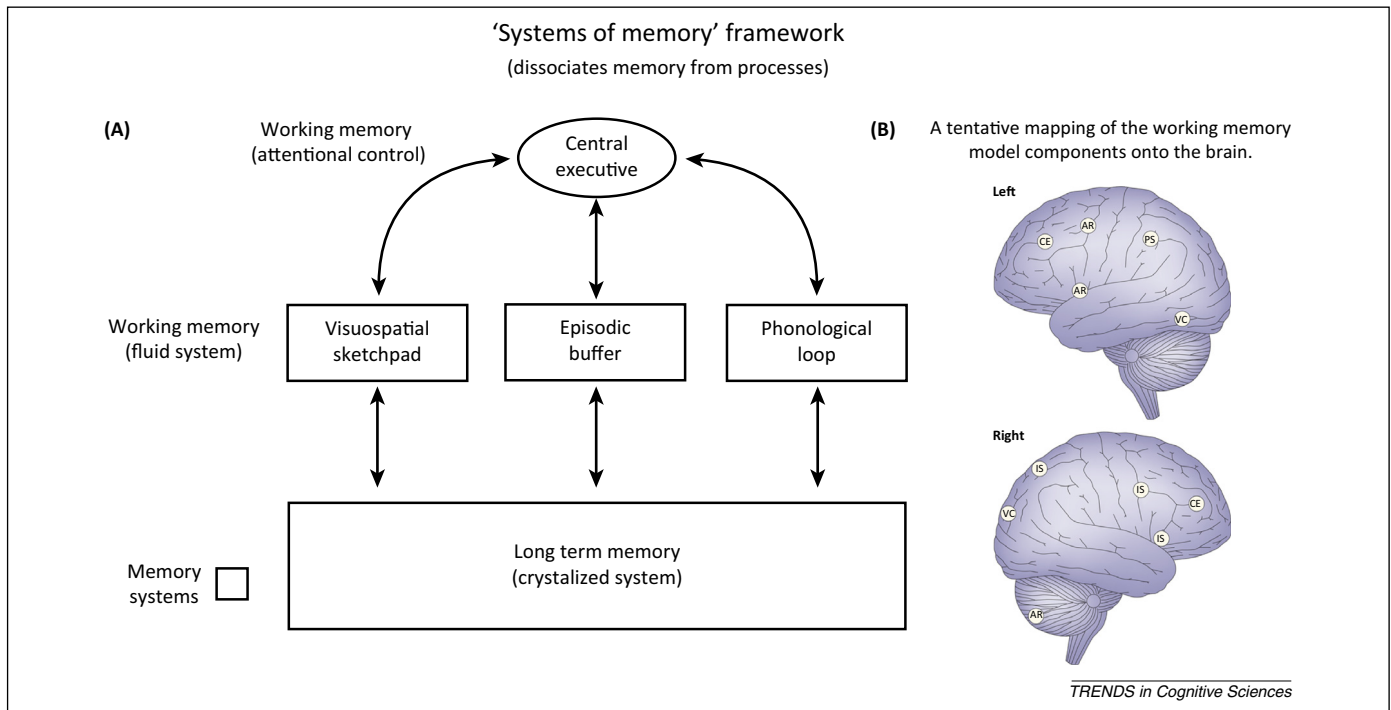 ‘Systems of memory’ framework
(dissociates memory from processes)
(A)
Working memory
(attentional control)
Central
executive
Working memory
(fluid system)
Visuospatial
sketchpad
Episodic
buffer
Phonological
loop
Long term memory
(crystalized system)
Memory
systems
(B)
A tentative mapping of the working memory
model components onto the brain.
Left
CE
AR
PS
AR
VC
Right
IS
IS
CE
VC
IS
AR
TRENDS in Cognitive Sciences